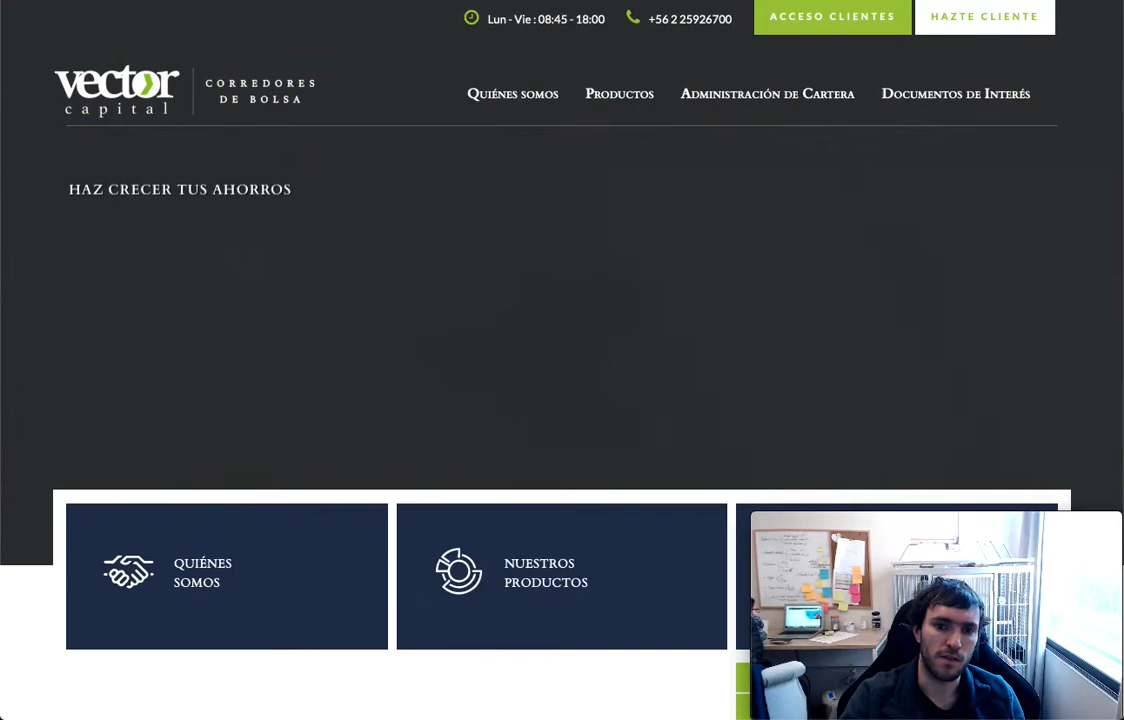 Lun - Vie : 08:45 - 18:00
+56 2 25926700
ACCESO CLIENTES
HAZTE CLIENTE
vector
capital
CORREDORES
DE BOLSA
Quiénes somos
Productos
Administración de Cartera
Documentos de Interés
HAZ CRECER TUS AHORROS
QUIÉNES
SOMOS
NUESTROS
PRODUCTOS